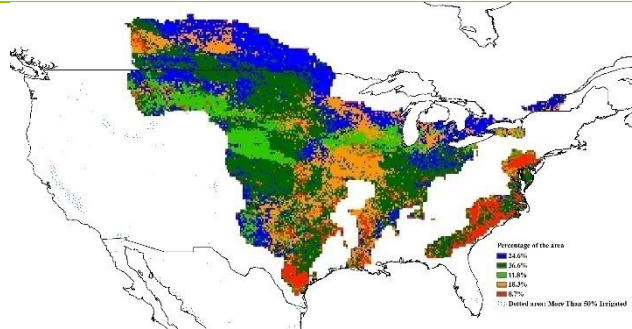 Percentage of the area
24.6%
36.6%
11.8%
18.3%
8.7%
Dotted area: More Than 50% Irrigated